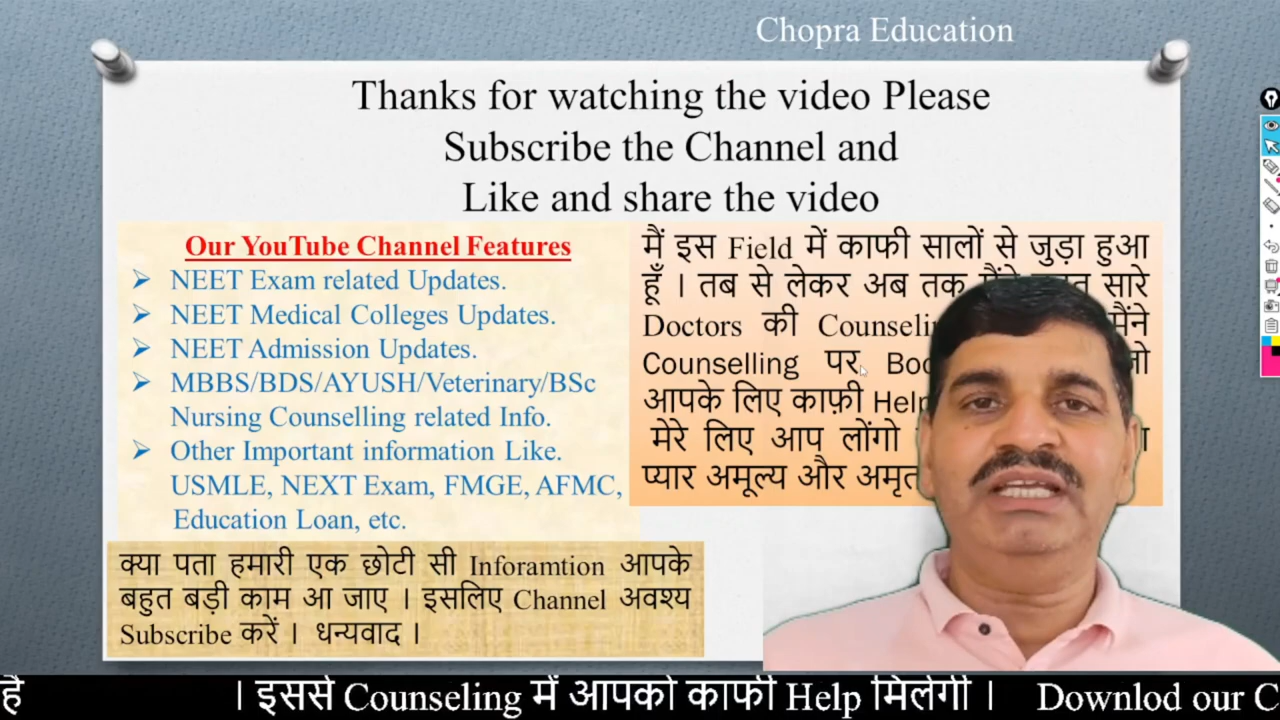 Chopra Education
Thanks for watching the video Please
Subscribe the Channel and
Like and share the video
Our YouTube Channel Features
NEET Exam related Updates.
NEET Medical Colleges Updates.
NEET Admission Updates.
MBBS/BDS/AYUSH/Veterinary/BSc
Nursing Counselling related Info.
Other Important information Like.
USMLE, NEXT Exam, FMGE, AFMC,
Education Loan, etc.
मैं इस Field में काफी सालों से जुड़ा हुआ
हूँ । तब से लेकर अब तक सारे
Doctors की मैंने
Counselling पर
आपके लिए काफ़ी
मेरे लिए आप लोंगो
प्यार अमूल्य और
क्या पता हमारी एक छोटी सी Inforamtion आपके
बहुत बड़ी काम आ जाए । इसलिए Channel अवश्य
Subscribe करें । धन्यवाद ।
है । इससे Counseling में आपको काफी Help मिलेगी । Downlod our